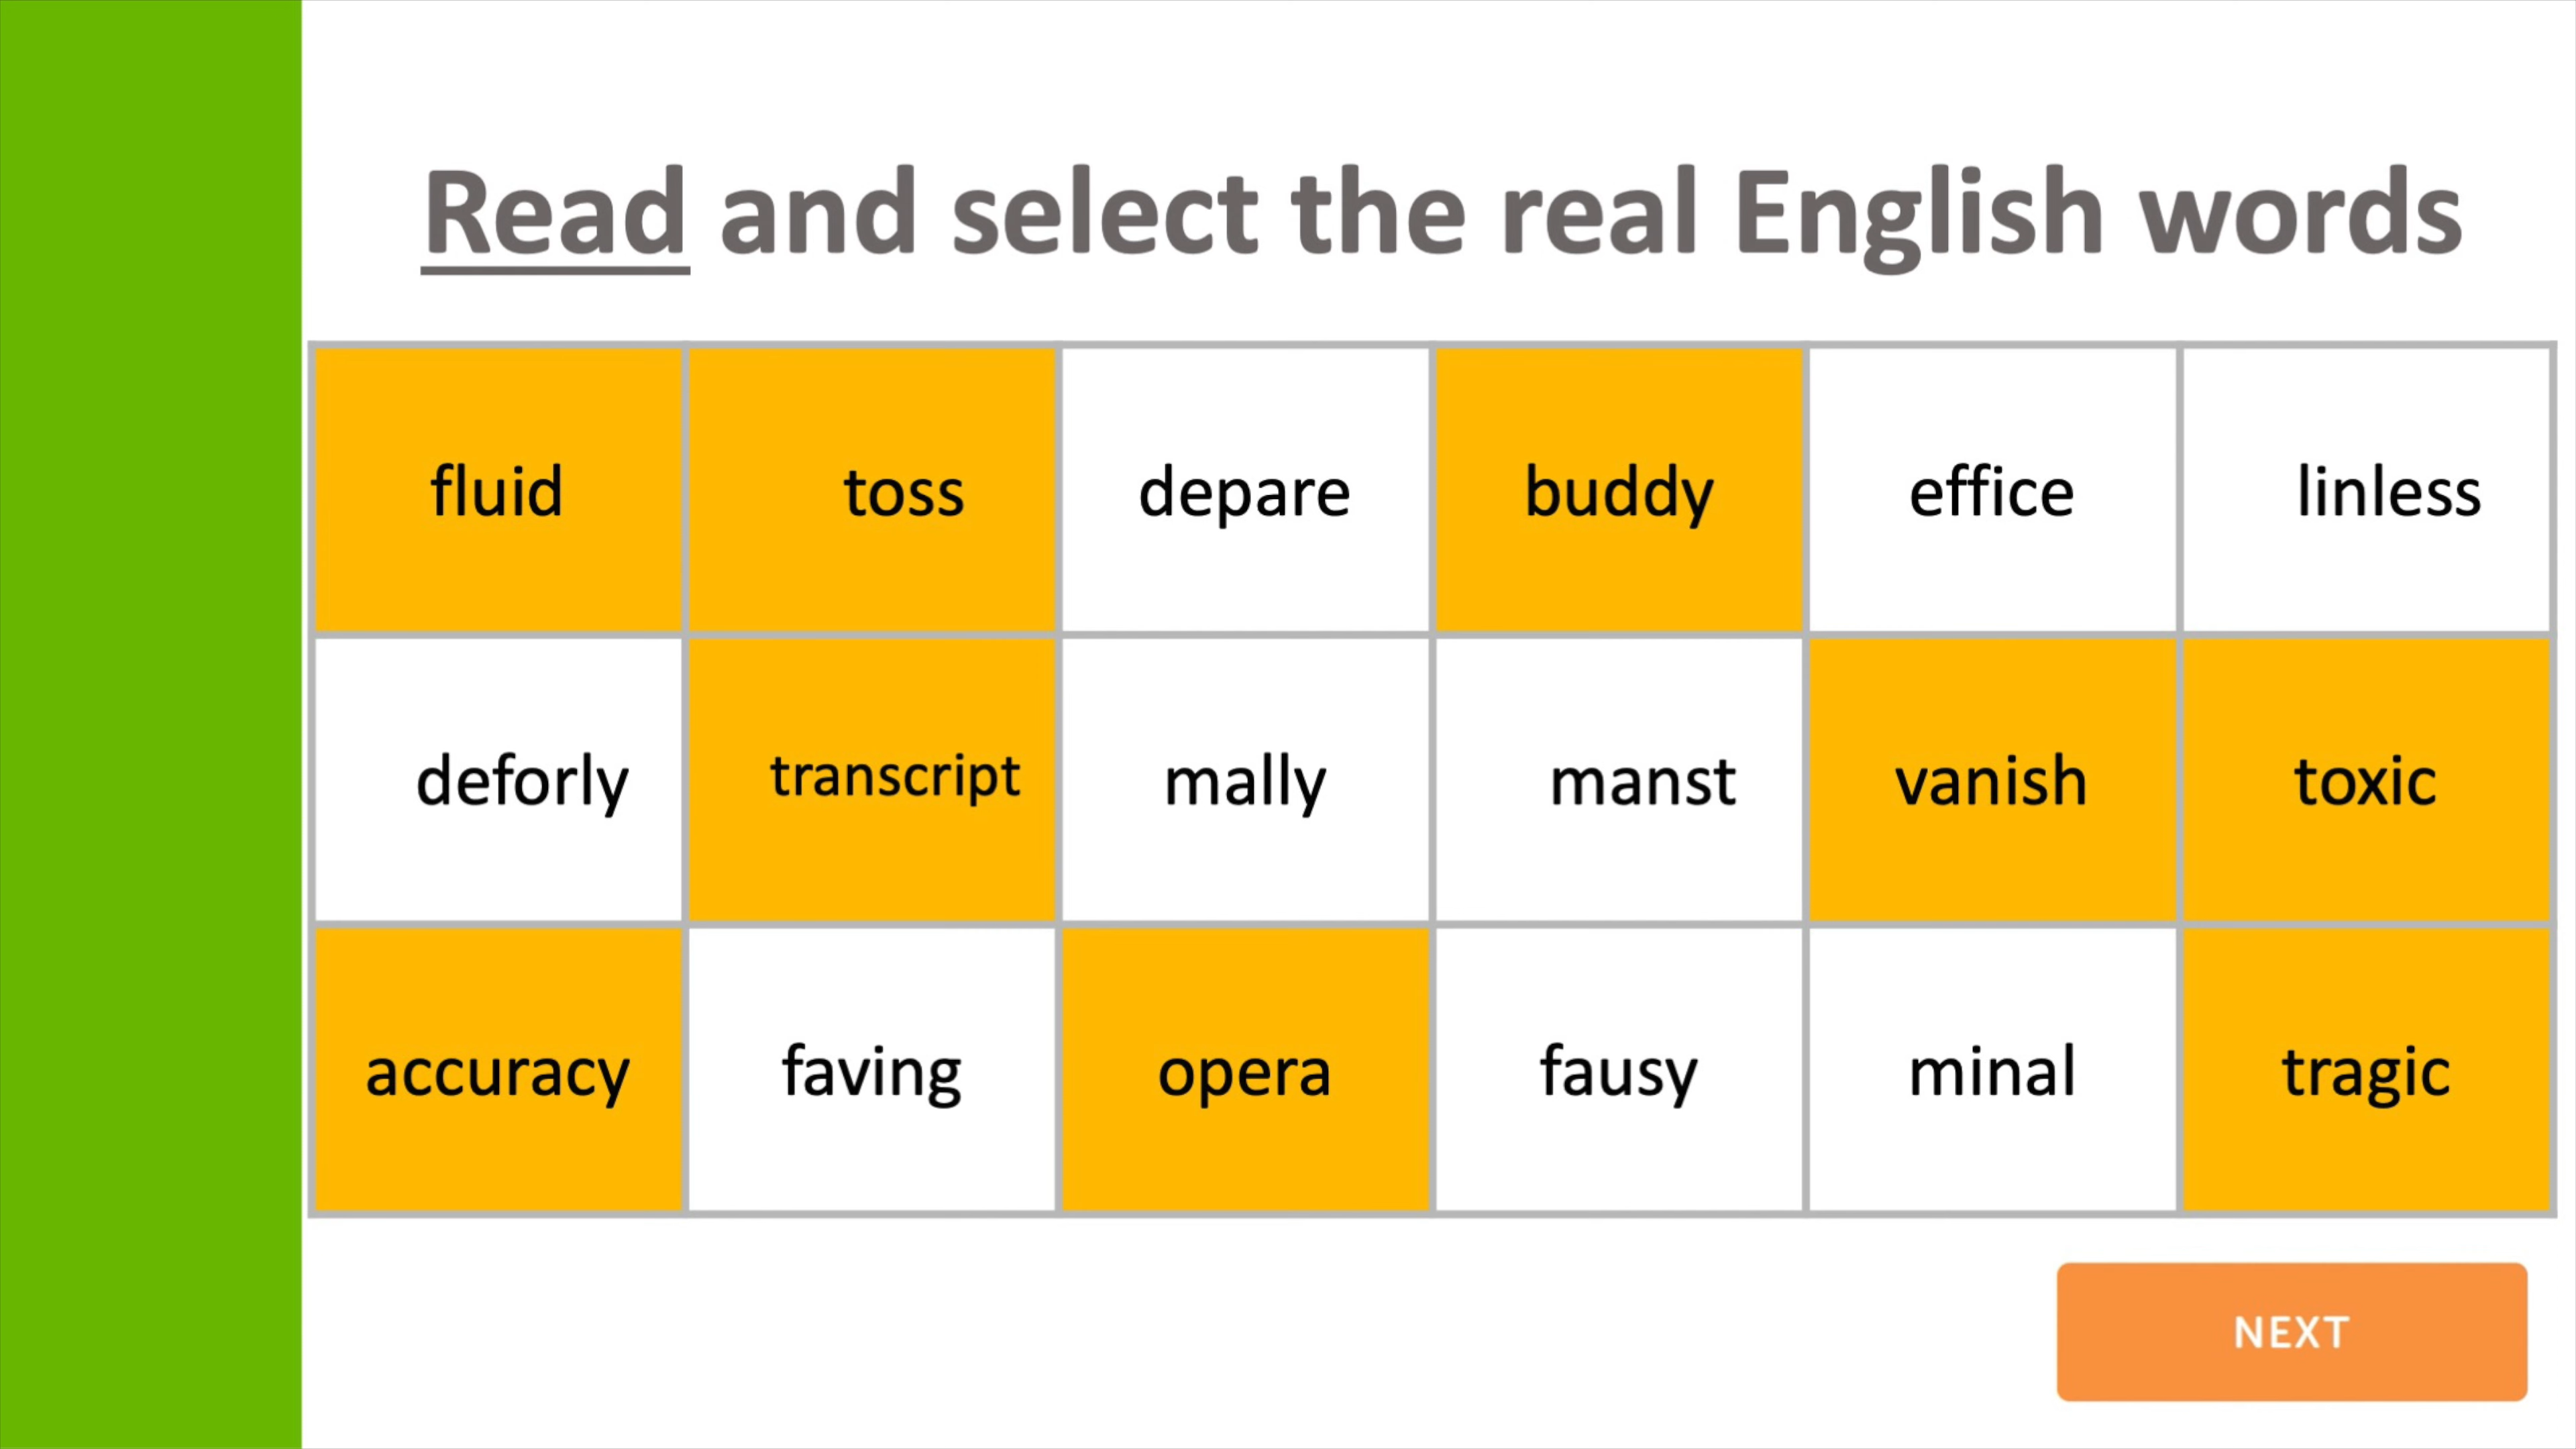 Read and select the real English words
fluid toss depare buddy effice linless
deforly transcript mally manst vanish toxic
accuracy faving opera fausy minal tragic
NEXT